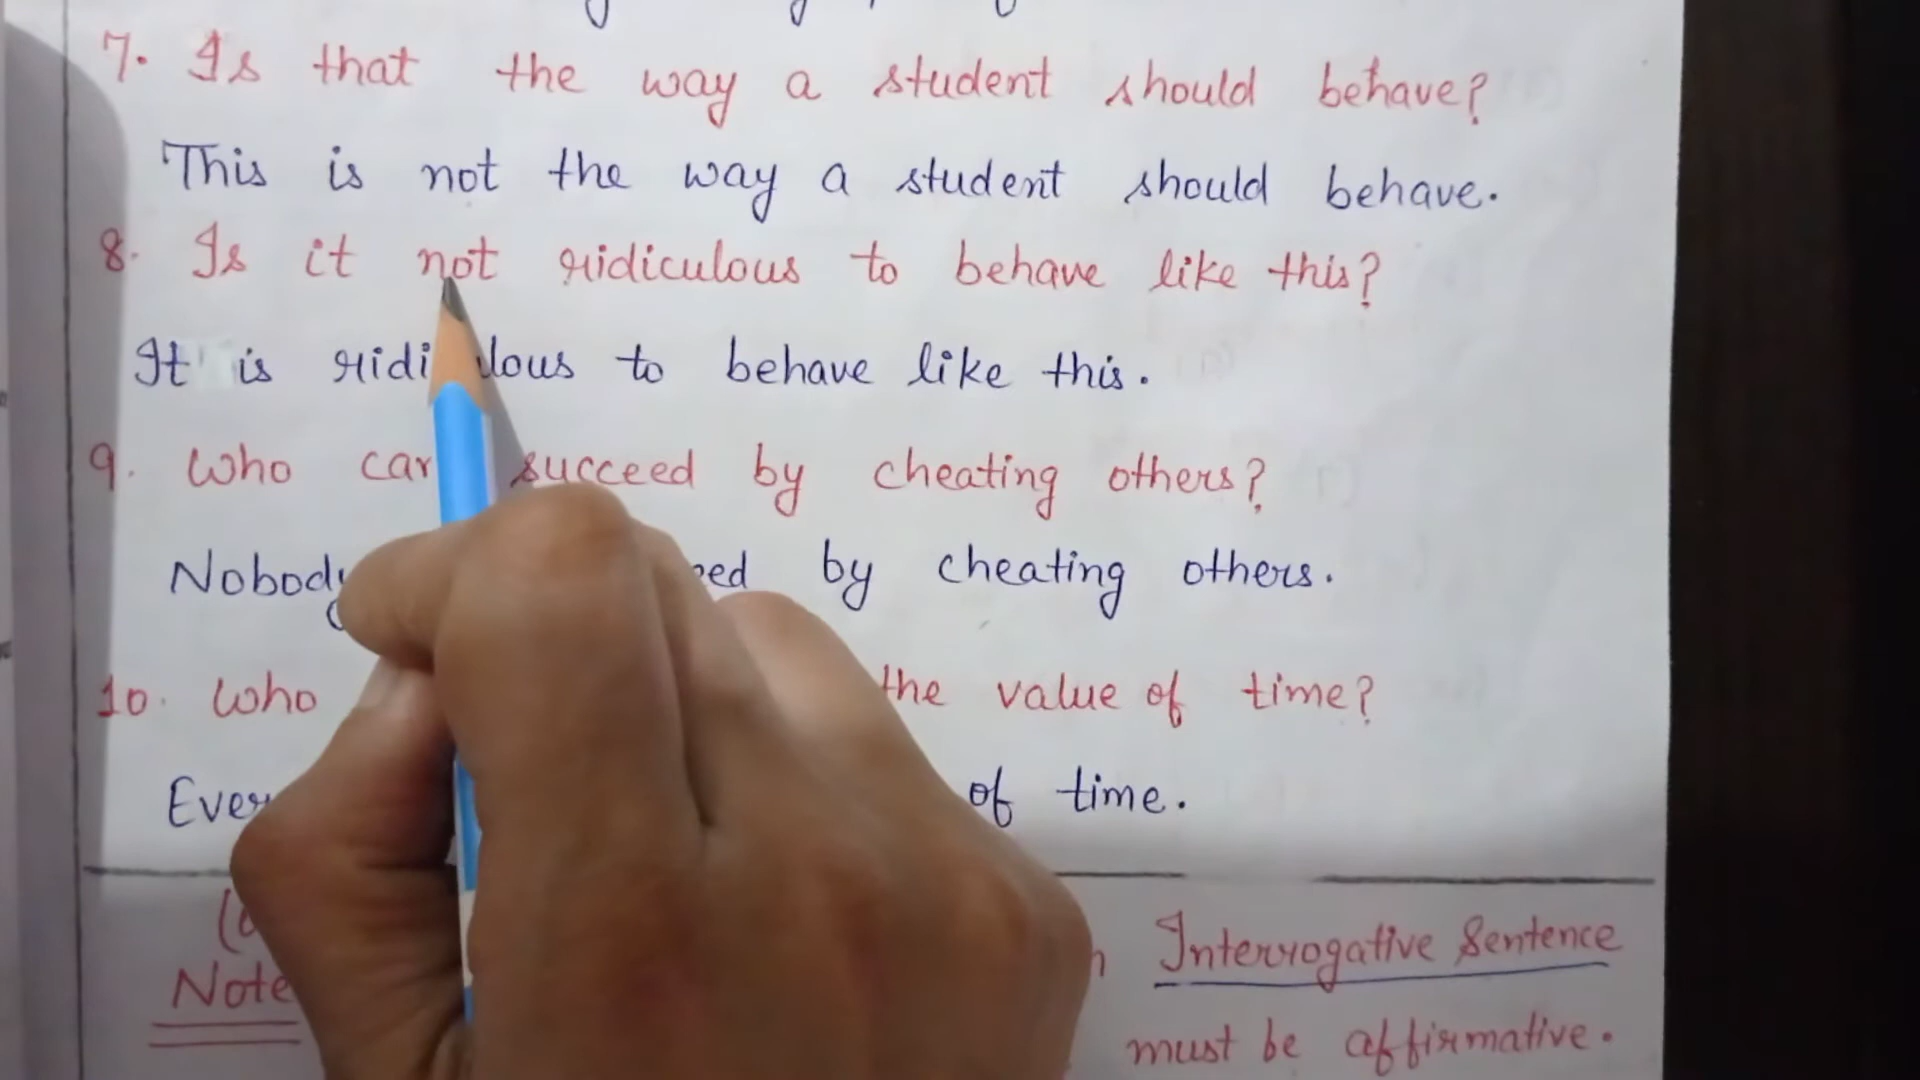 7. Is that the way a student should behave?
This is not the way a student should behave.
8. Is it not ridiculous to behave like this?
It is ridiculous to behave like this.
9. Who can succeed by cheating others?
Nobody by cheating others.
10. Who the value of time?
of time.
Interrogative Sentence
Note must be affirmative.